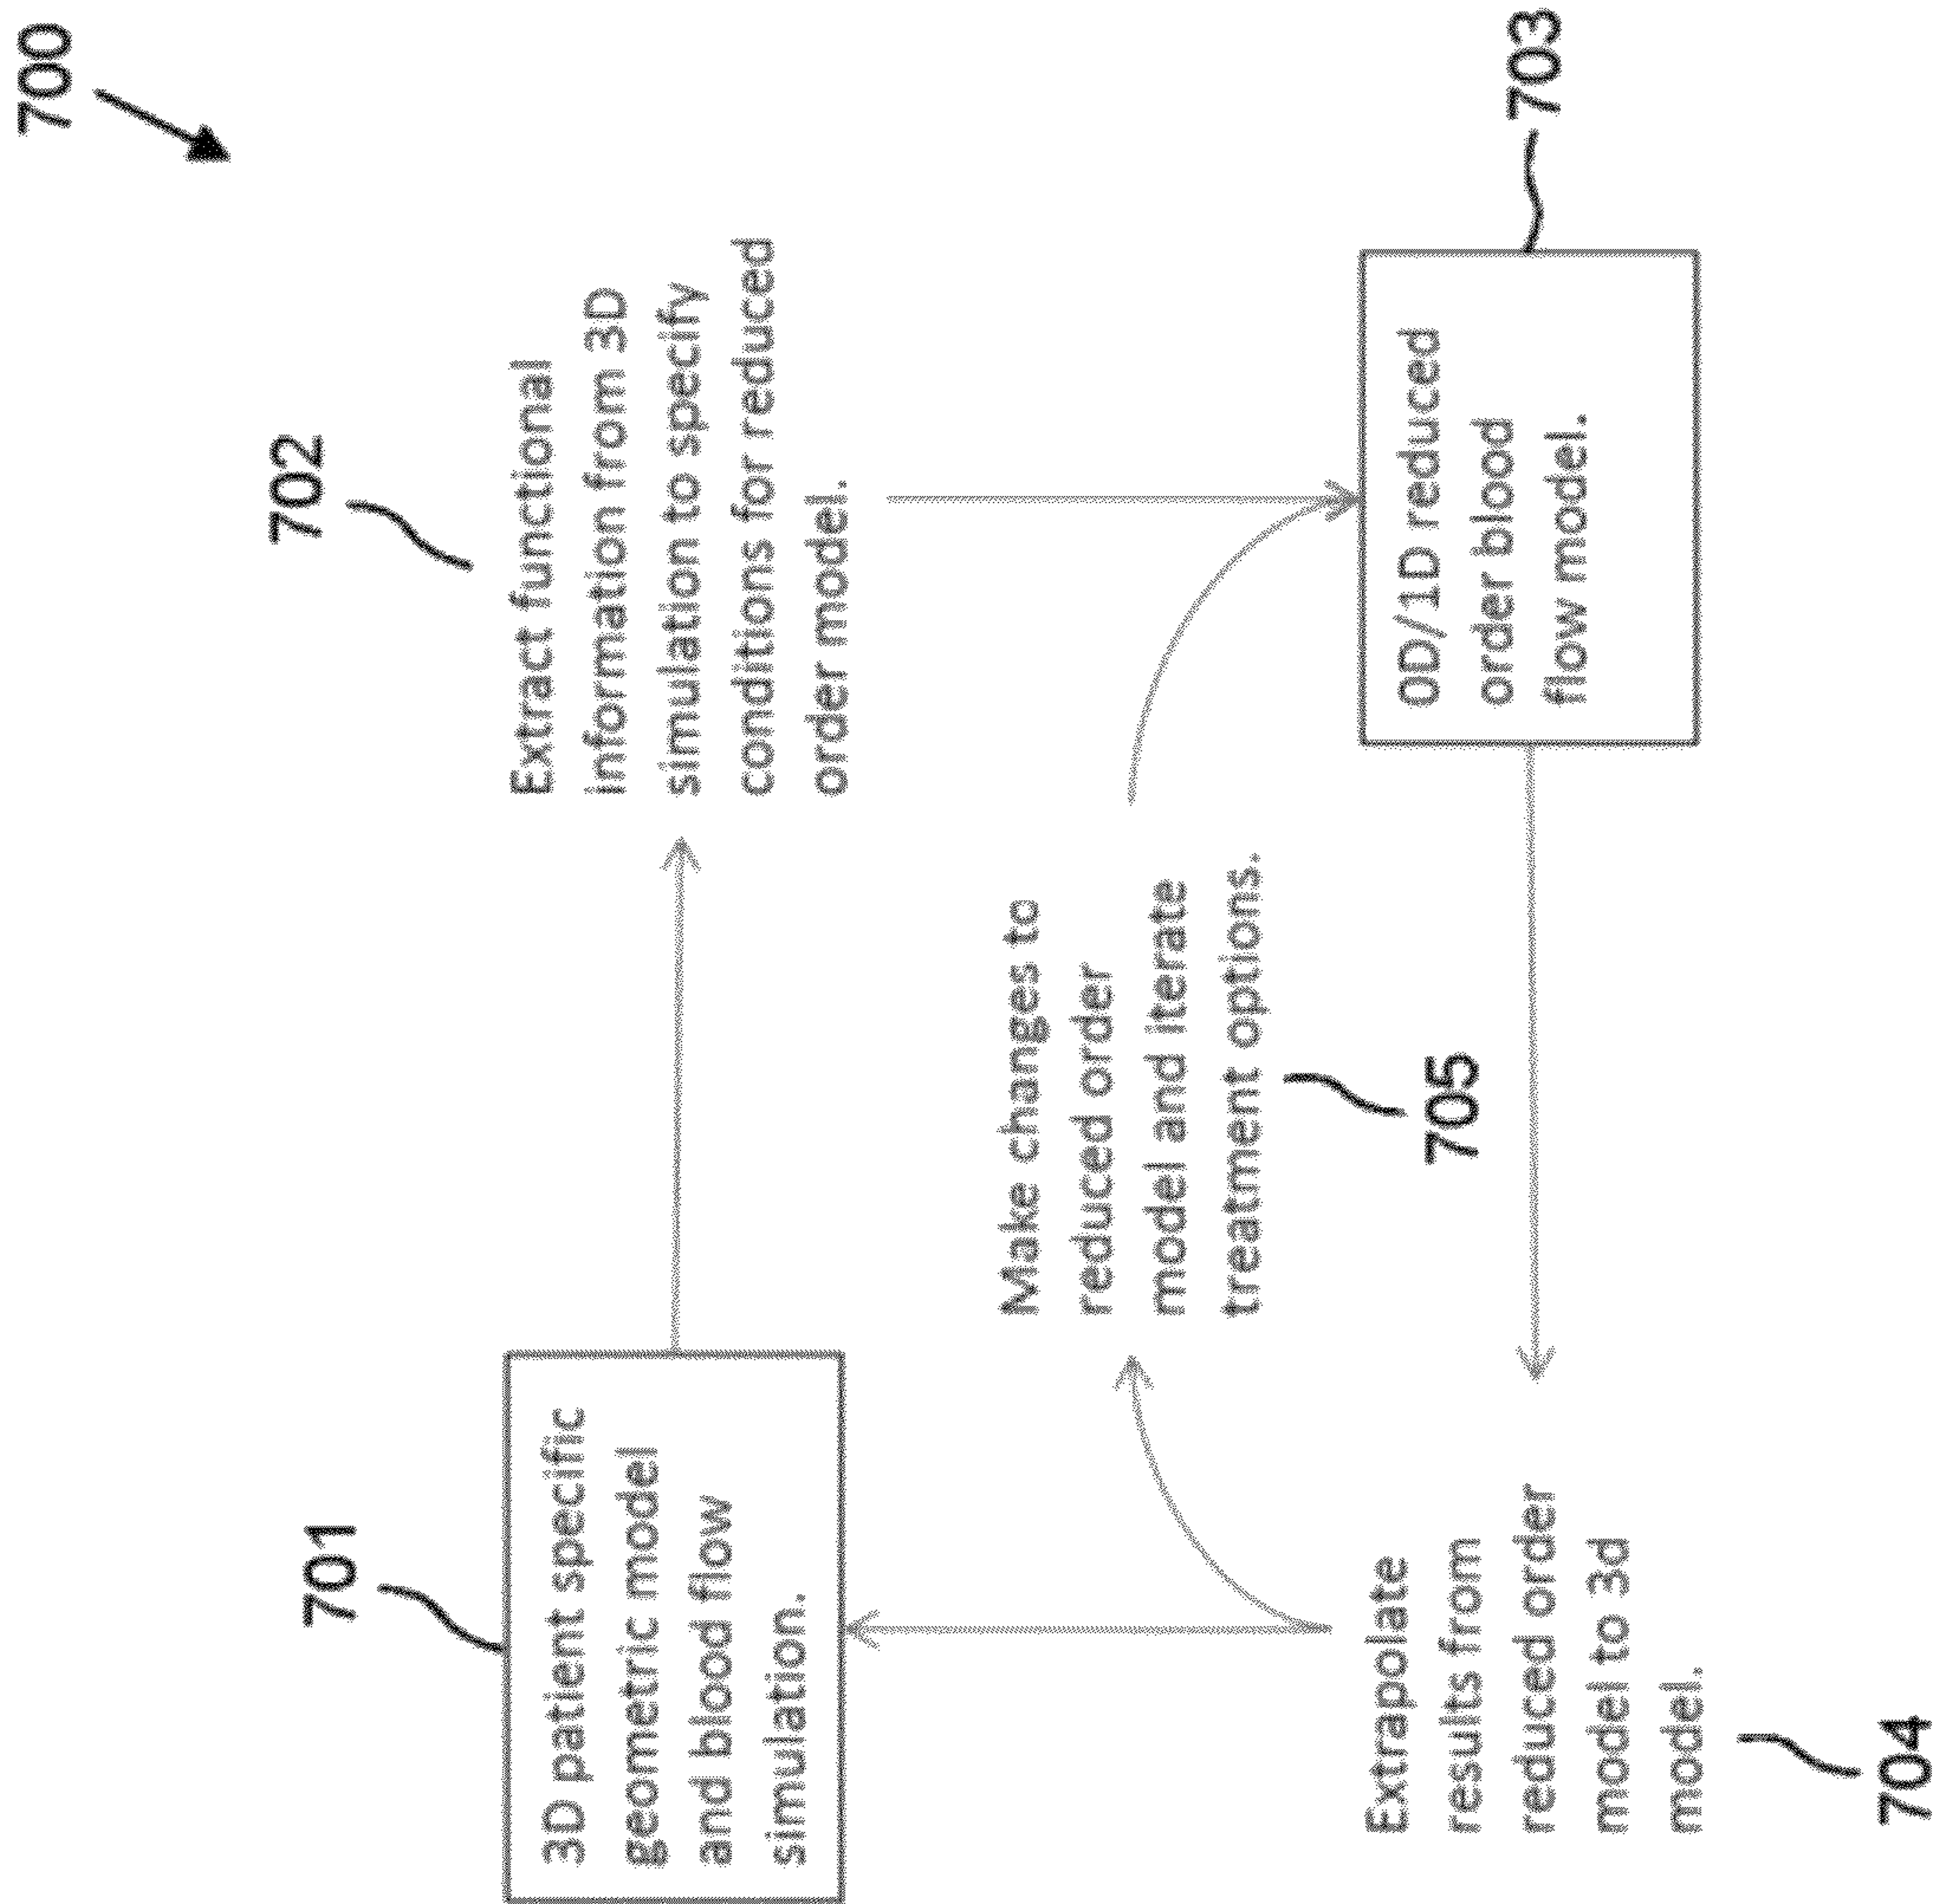 700
701
3D patient specific
geometric model
and blood flow
simulation.
702
Extract functional
information from 3D
simulation to specify
conditions for reduced
order model.
Make changes to
reduced order
model and iterate
treatment options.
705
Extrapolate
results from
reduced order
model to 3d
model.
704
0D/1D reduced
order blood
flow model.
703